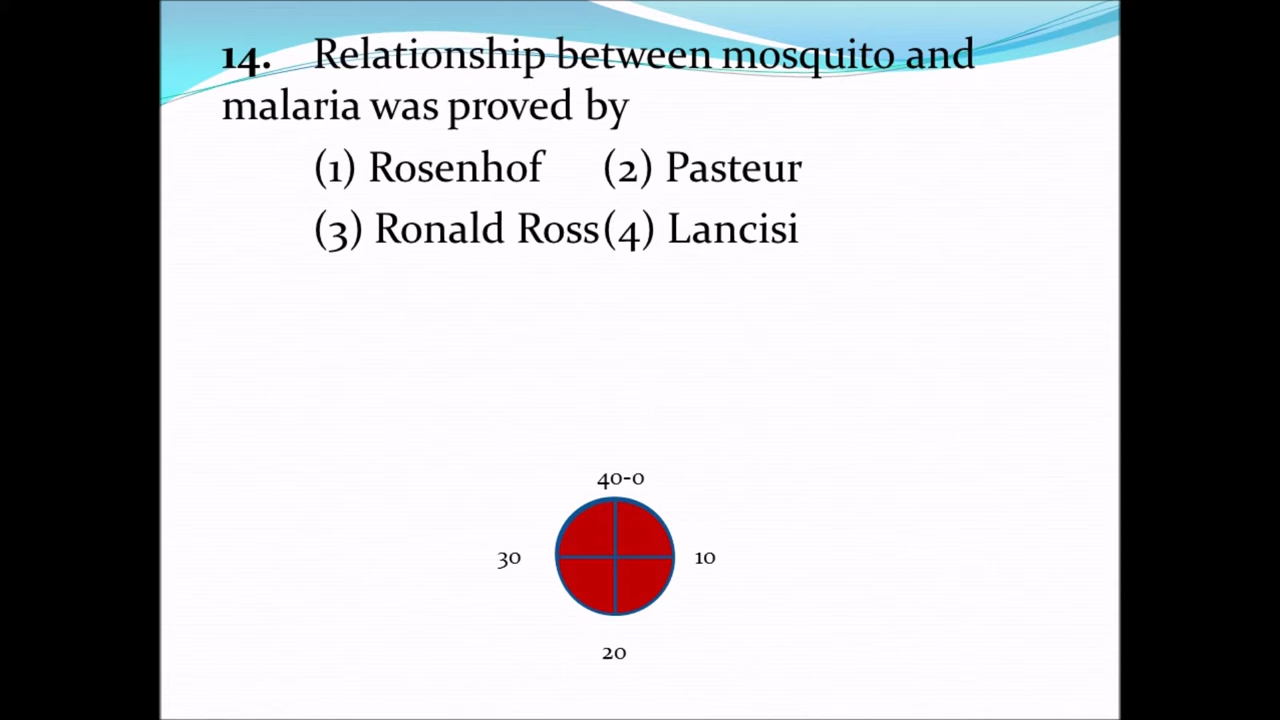 14. Relationship between mosquito and
malaria was proved by
(1) Rosenhof (2) Pasteur
(3) Ronald Ross(4) Lancisi
40-0
30 10
20